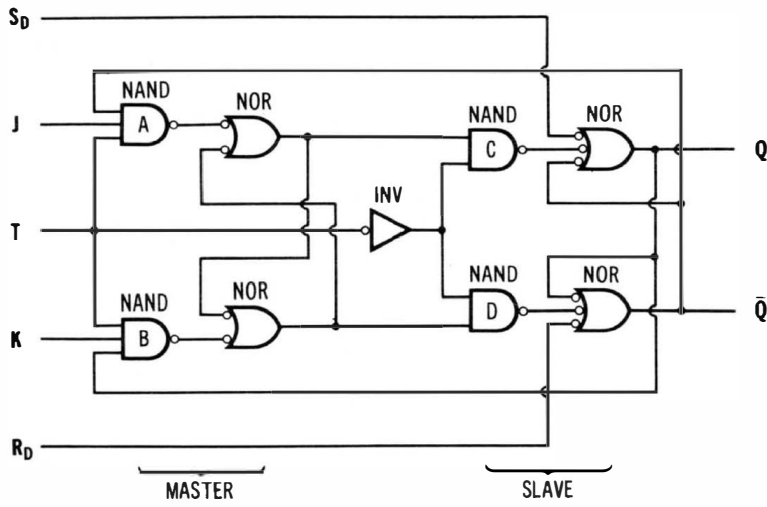 S_D
NAND
NOR
NAND
NOR
J
A
C
Q
INV
T
NAND
NOR
NAND
NOR
K
B
D
Q̄
R_D
MASTER
SLAVE